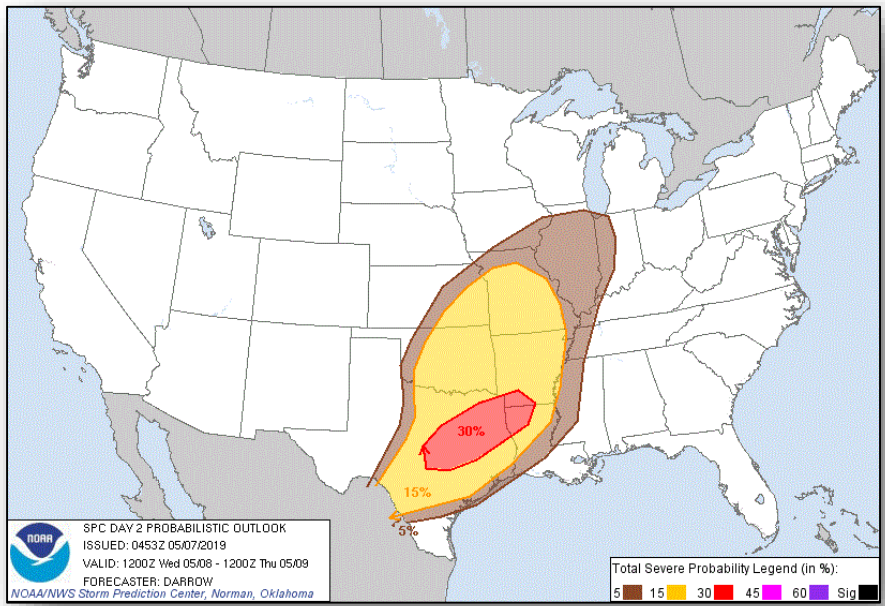 30%
15%
5%
SPC DAY 2 PROBABILISTIC OUTLOOK
ISSUED: 0453Z 05/07/2019
VALID: 1200Z Wed 05/08 - 1200Z Thu 05/09
FORECASTER: DARROW
NOAA/NWS Storm Prediction Center, Norman, Oklahoma
NOAA
Total Severe Probability Legend (in %):
5 15 30 45 60 Sig